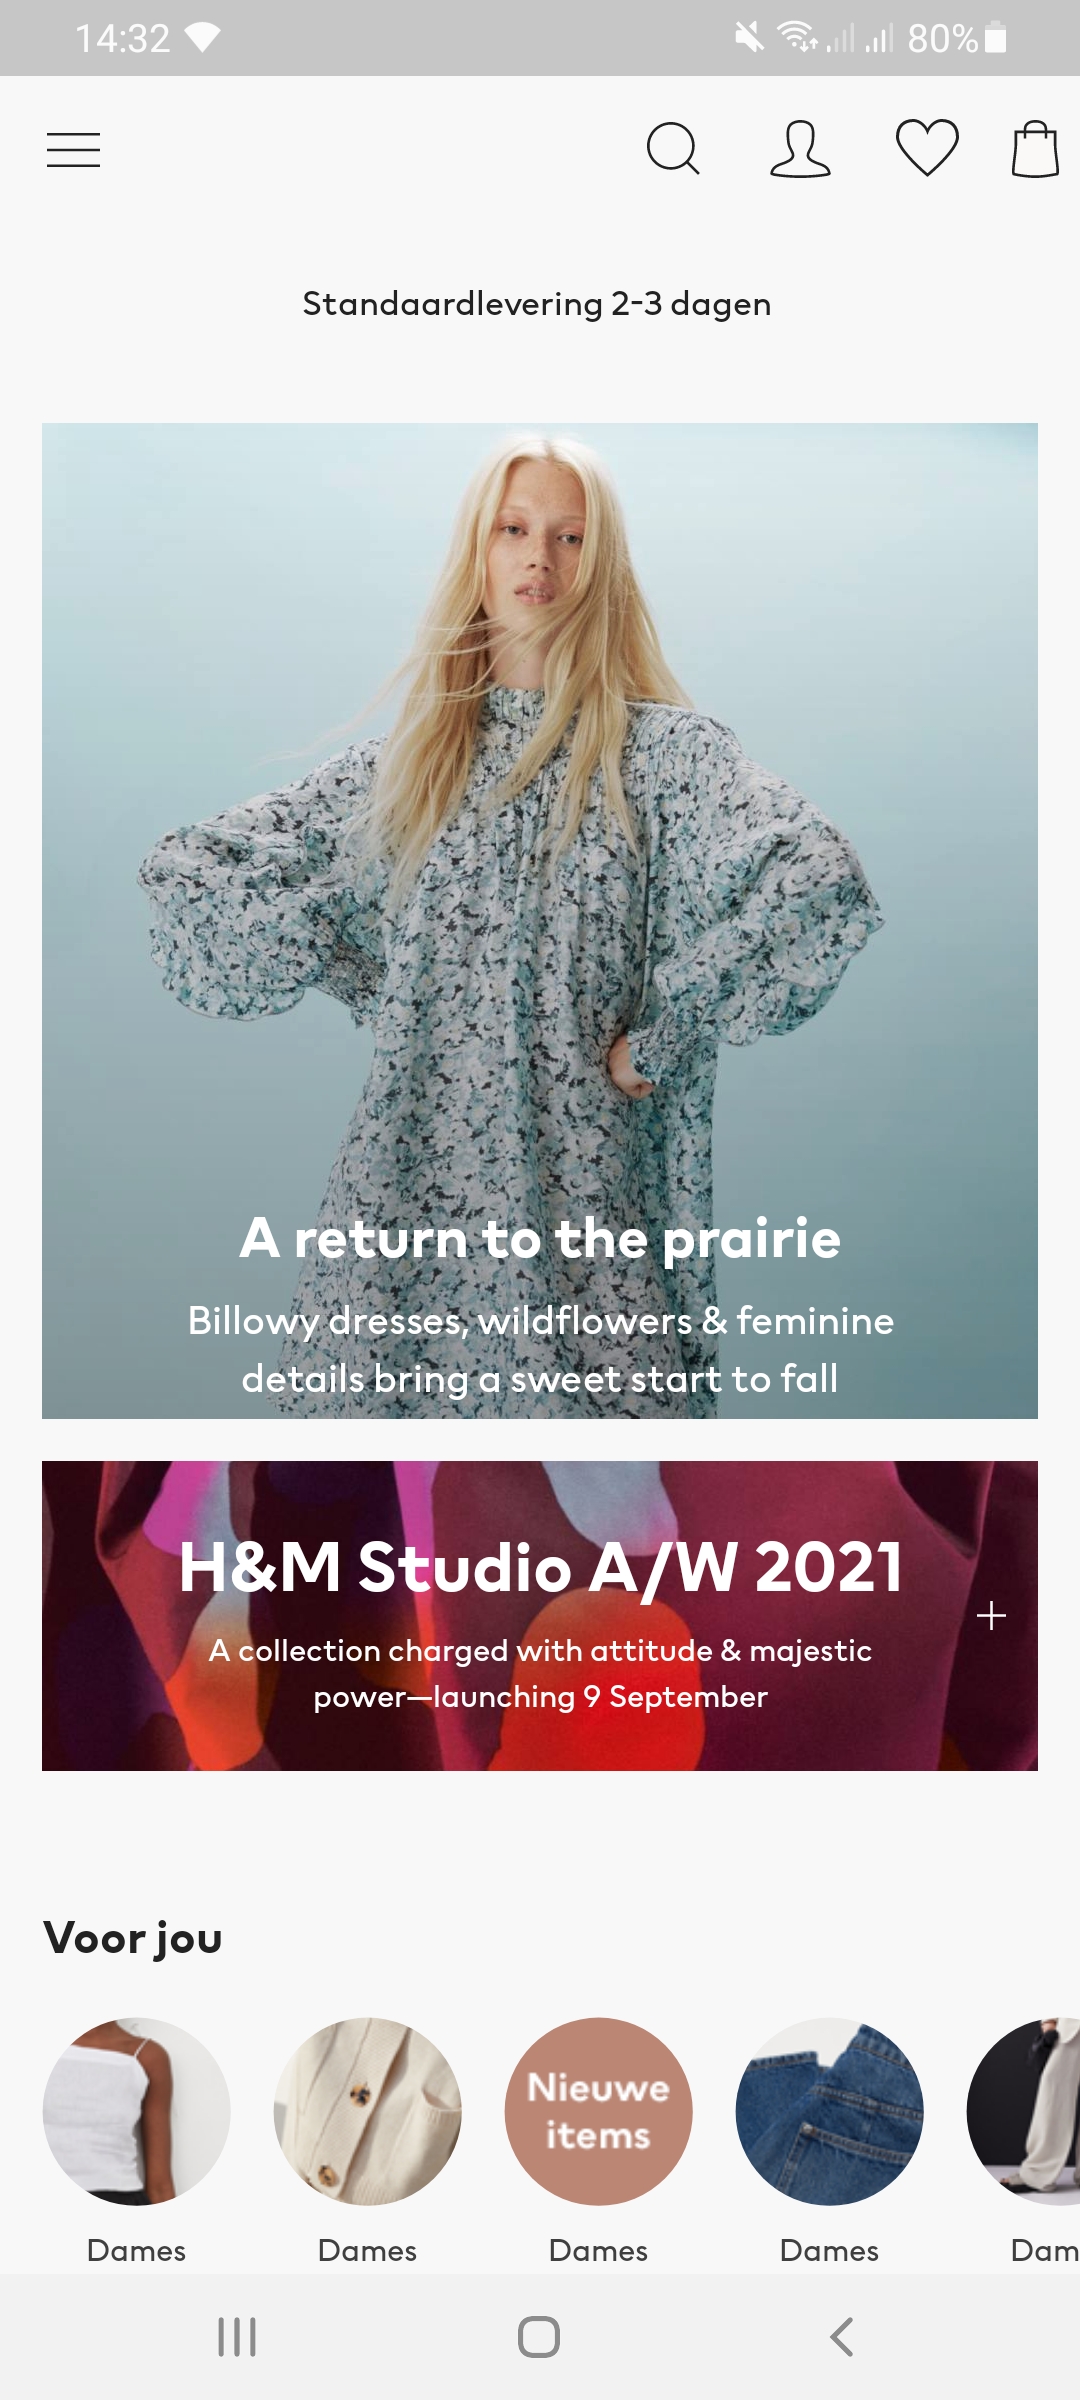 14:32
80%
Standaardlevering 2-3 dagen
A return to the prairie
Billowy dresses, wildflowers & feminine
details bring a sweet start to fall
H&M Studio A/W 2021
A collection charged with attitude & majestic
power—launching 9 September
Voor jou
Nieuwe
items
Dames
Dames
Dames
Dames
Dam